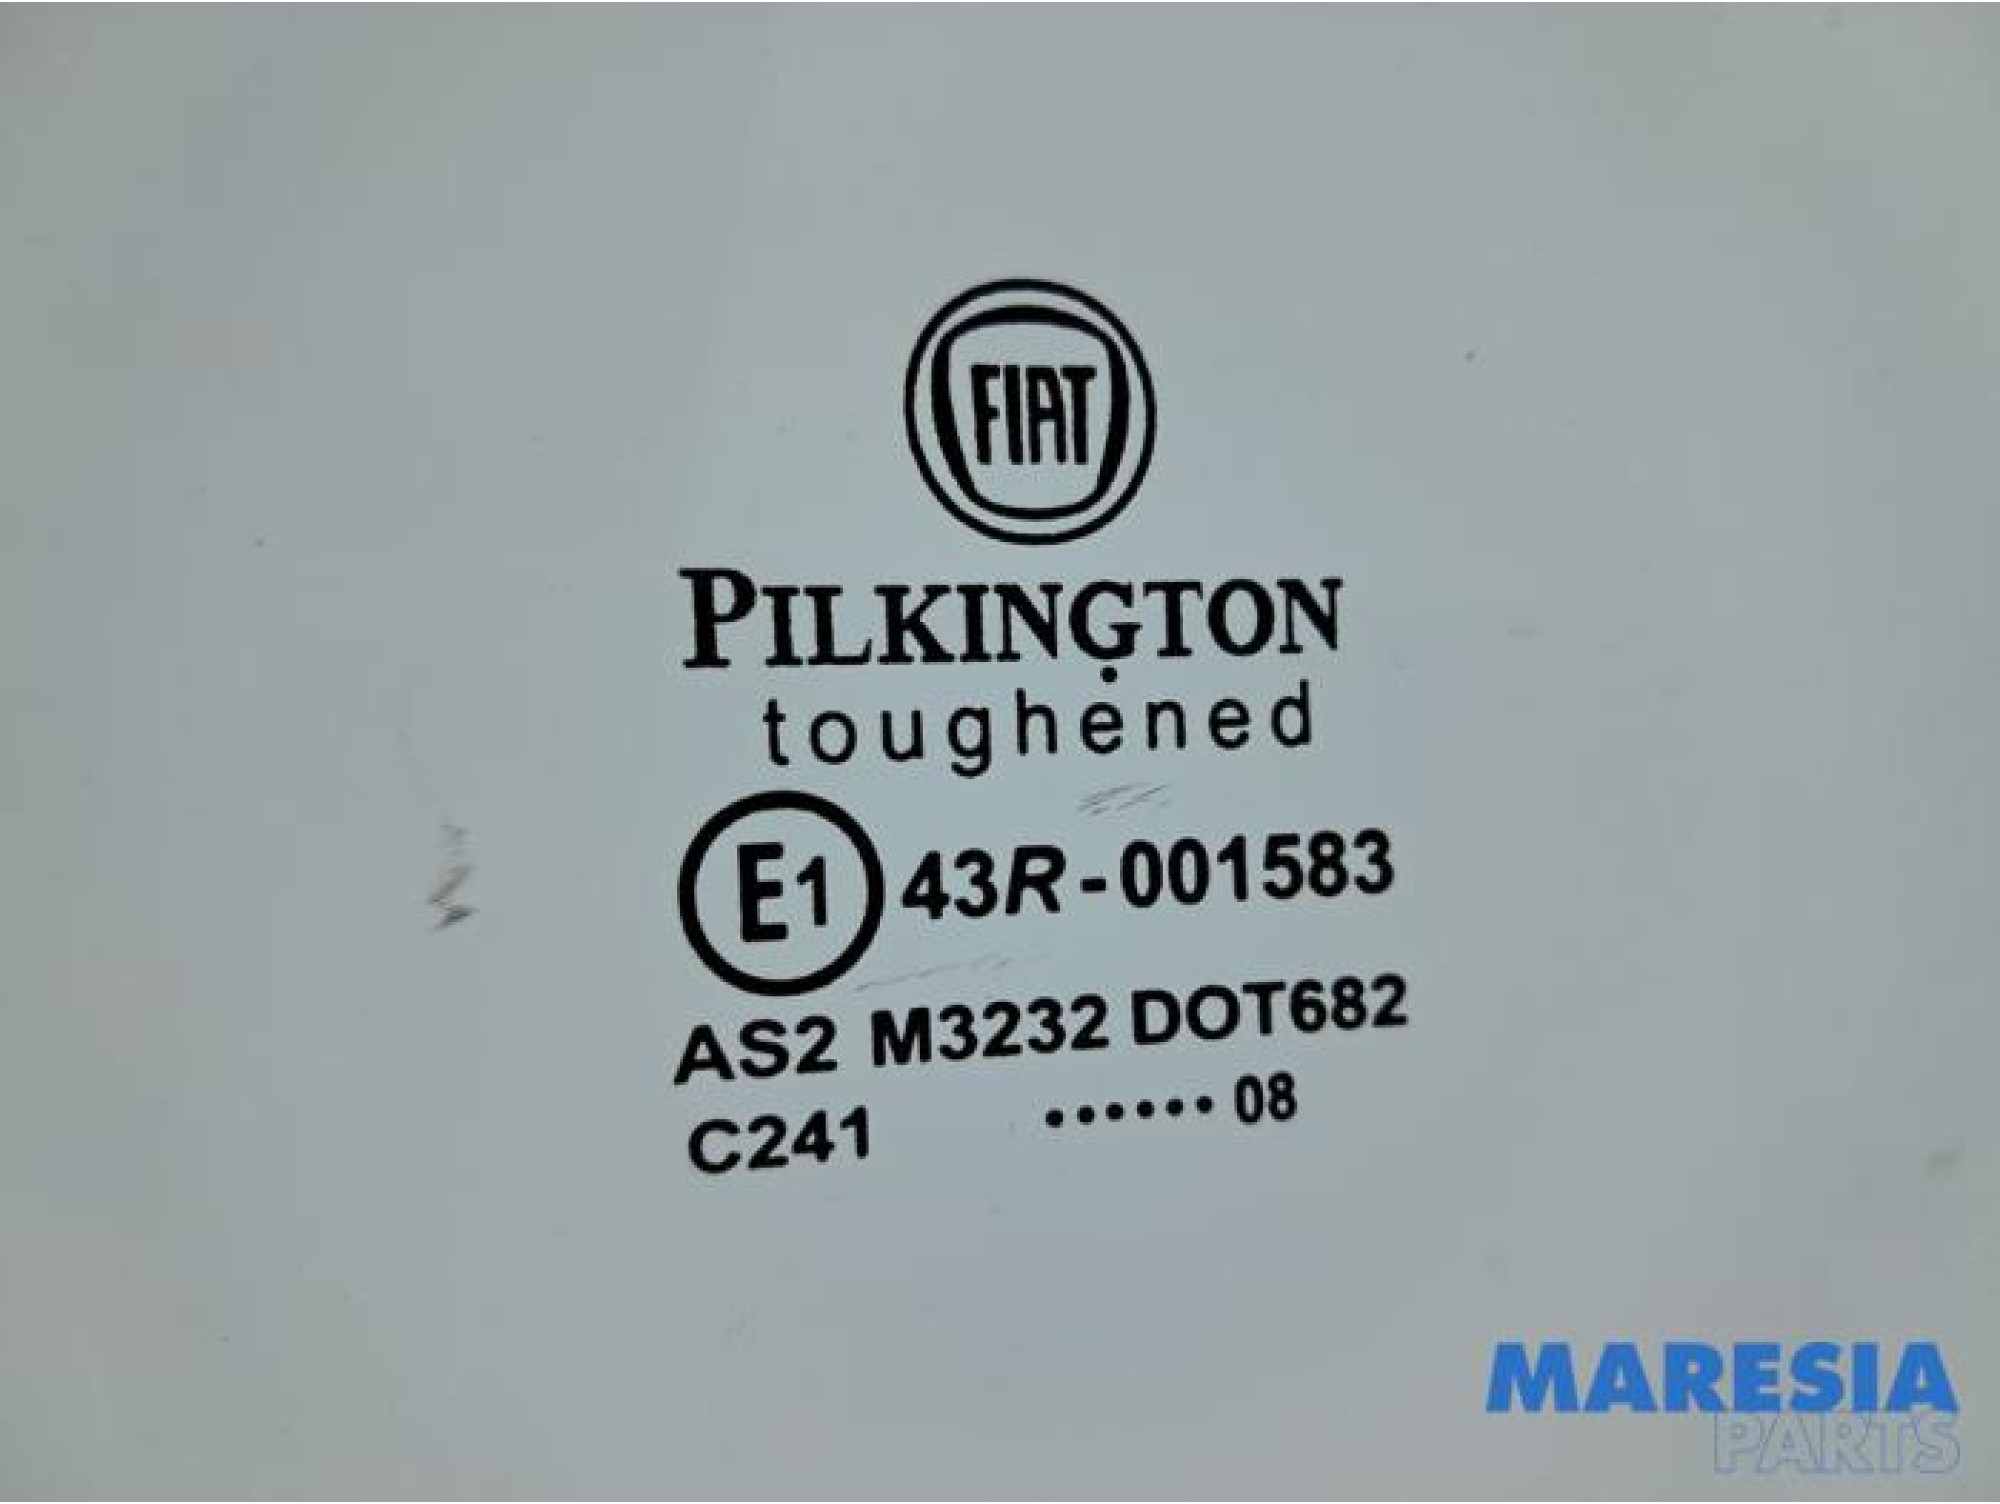 FIAT
PILKINGTON
toughened
E1 43R-001583
AS2 M3232 DOT682
C241 ······08
MARESIA
PARTS